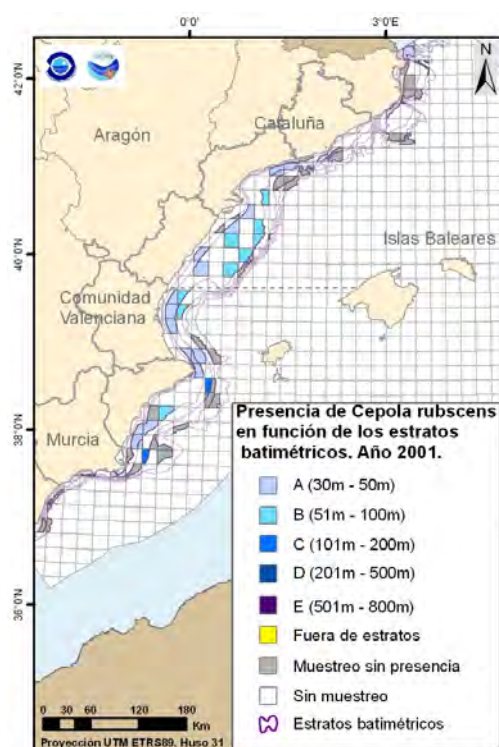 0°0'
3°0'E
N
42°0'N
Aragón
Cataluña
40°0'N
Islas Baleares
Comunidad
Valenciana
38°0'N
Murcia
36°0'N
Presencia de Cepola rubscens
en función de los estratos
batimétricos. Año 2001.
A (30m - 50m)
B (51m - 100m)
C (101m - 200m)
D (201m - 500m)
E (501m - 800m)
Fuera de estratos
Muestreo sin presencia
Sin muestreo
Estratos batimétricos
0 30 60 120 180
Km
Proyección UTM ETRS89. Huso 31